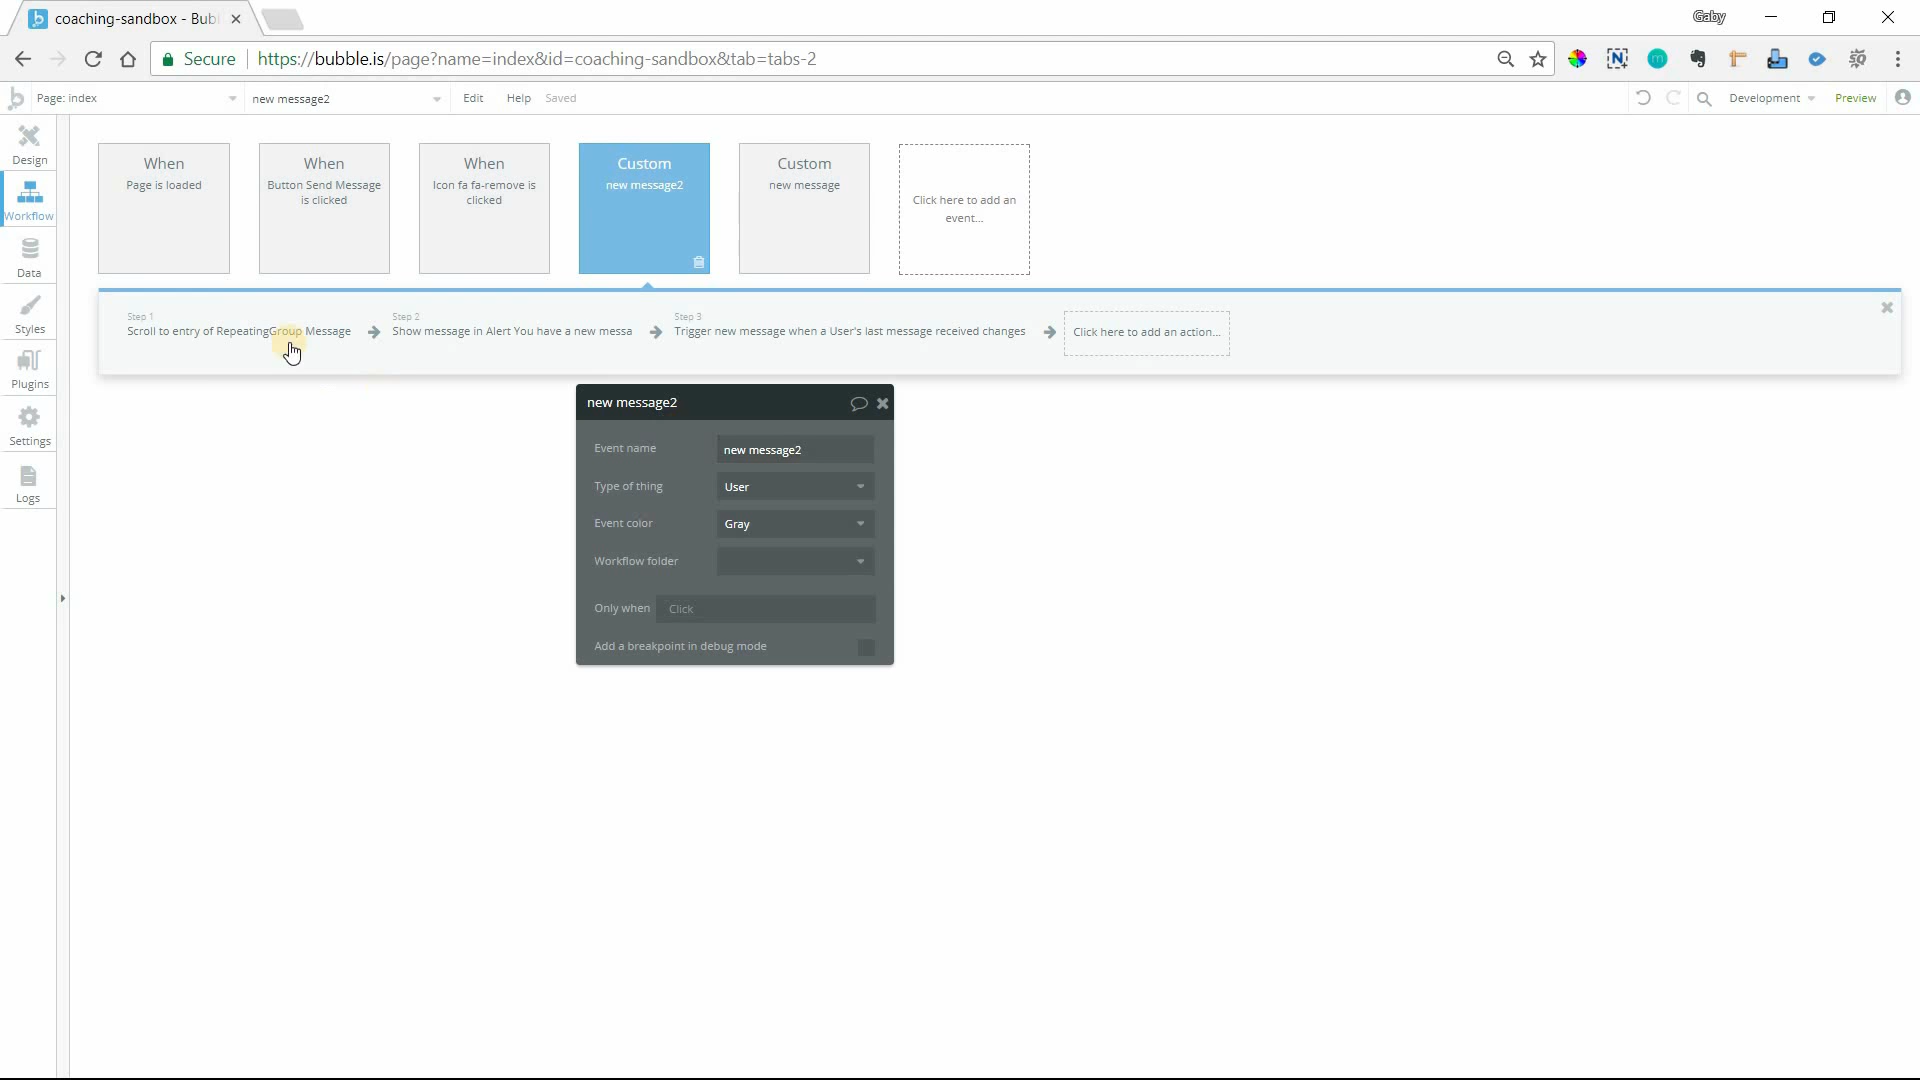 coaching-sandbox - Bub
Gaby
Secure
https://bubble.is/page?name=index&id=coaching-sandbox&tab=tabs-2
Page: index
new message2
Edit
Help
Saved
Development
Preview
Design
Workflow
Data
Styles
Plugins
Settings
Logs
When
Page is loaded
When
Button Send Message
is clicked
When
Icon fa fa-remove is
clicked
Custom
new message2
Custom
new message
Click here to add an
event...
Step 1
Scroll to entry of RepeatingGroup Message
Step 2
Show message in Alert You have a new messa
Step 3
Trigger new message when a User's last message received changes
Click here to add an action...
new message2
Event name
new message2
Type of thing
User
Event color
Gray
Workflow folder
Only when
Click
Add a breakpoint in debug mode